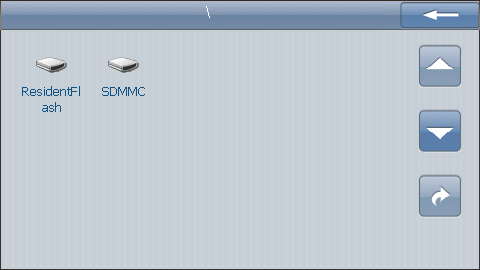 \
ResidentFl
ash
SDMMC